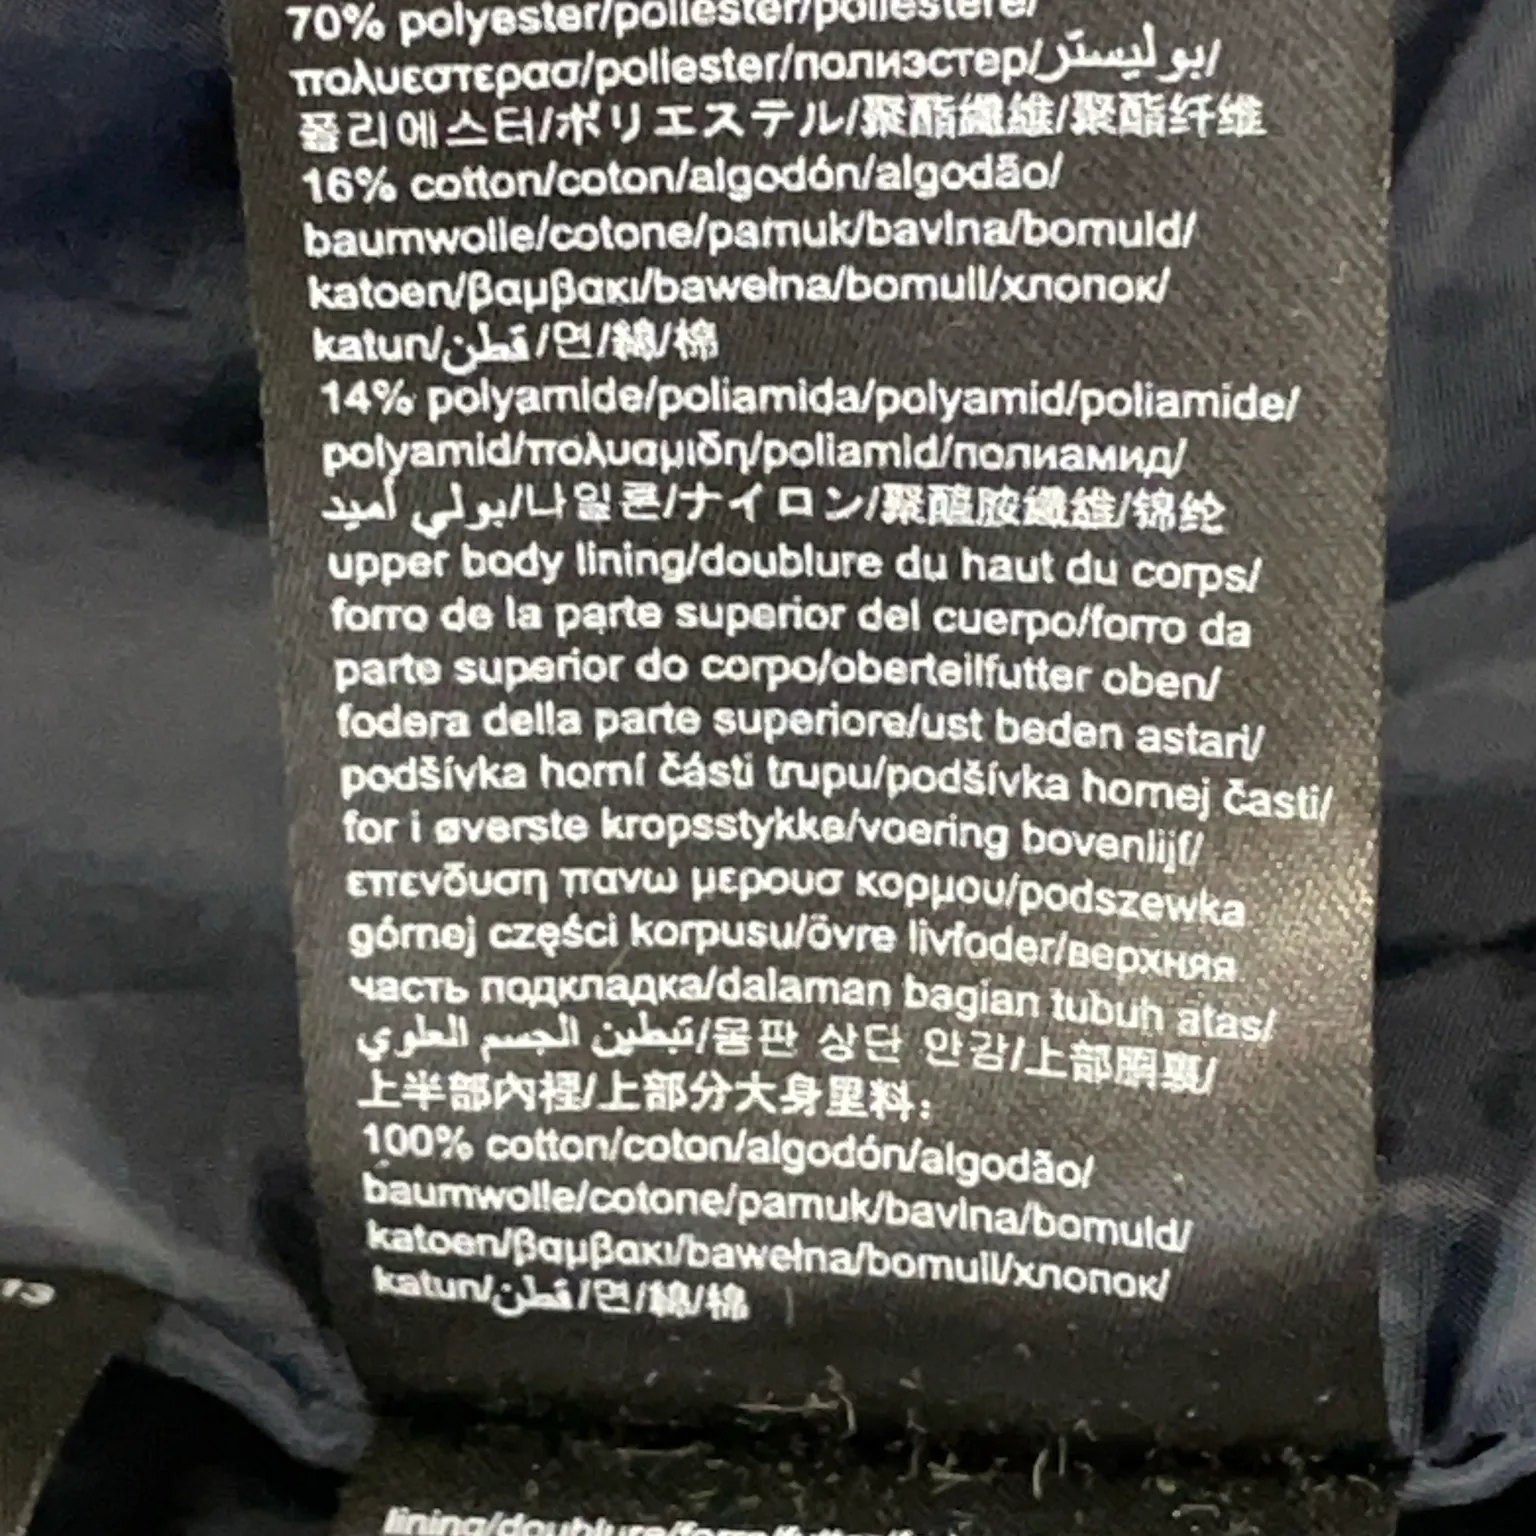 70% polyester/poliester/poliestere/
πολυεστερασ/poliester/полиэстер/بوليستر/
폴리에스터/ポリエステル/聚酯纖維/聚酯纤维
16% cotton/coton/algodón/algodão/
baumwolle/cotone/pamuk/bavlna/bomuld/
katoen/βαμβακι/bawełna/bomull/хлопок/
katun/قطن/면/綿/棉
14% polyamide/poliamida/polyamid/poliamide/
polyamid/πολυαμιδη/poliamid/полиамид/
بولي أميد/나일론/ナイロン/聚醯胺纖維/锦纶
upper body lining/doublure du haut du corps/
forro de la parte superior del cuerpo/forro da
parte superior do corpo/oberteilfutter oben/
fodera della parte superiore/ust beden astari/
podšívka horní části trupu/podšívka hornej časti/
for i øverste kropsstykke/voering bovenlijf/
επενδυση πανω μερουσ κορμου/podszewka
górnej części korpusu/övre livfoder/верхняя
часть подкладка/dalaman bagian tubuh atas/
تبطين الجسم العلوي/몸판 상단 안감/上部胴裏/
上半部內裡/上部分大身里料:
100% cotton/coton/algodón/algodão/
baumwolle/cotone/pamuk/bavlna/bomuld/
katoen/βαμβακι/bawełna/bomull/хлопок/
katun/قطن/면/綿/棉
lining/doublure/forro/futter/